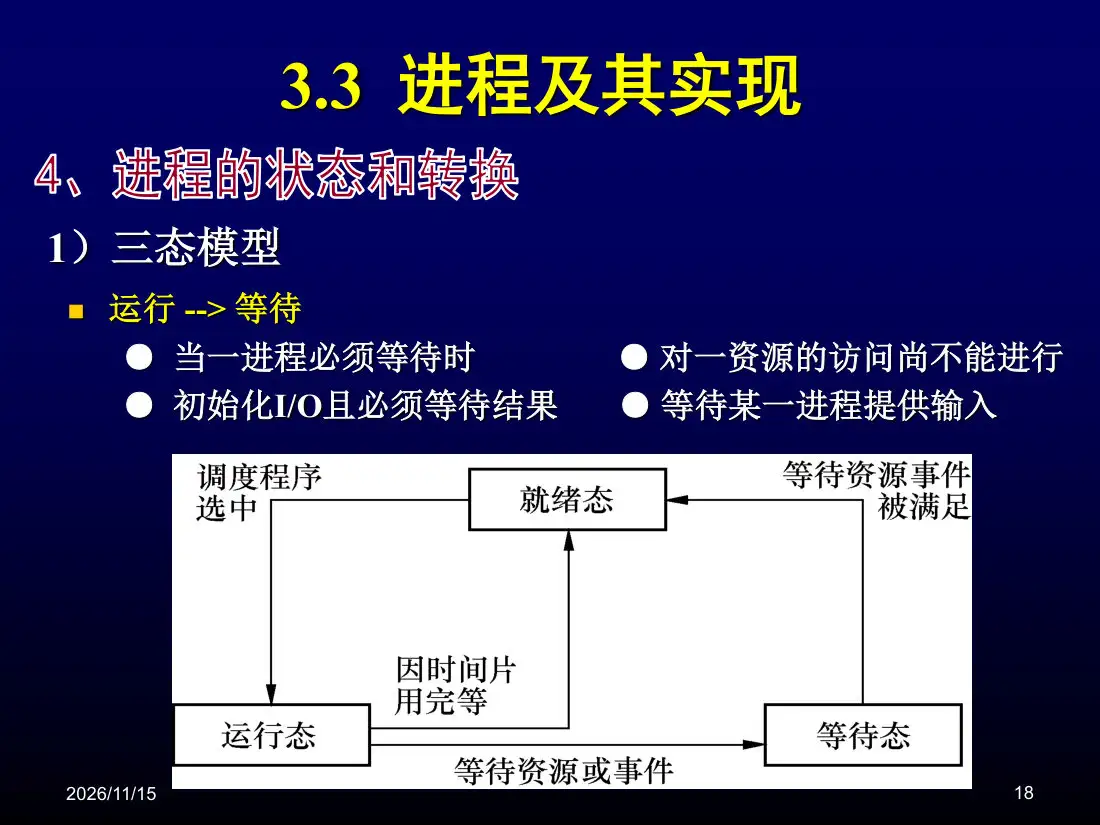 3.3 进程及其实现
4、进程的状态和转换
1）三态模型
运行 --> 等待
● 当一进程必须等待时
● 对一资源的访问尚不能进行
● 初始化I/O且必须等待结果
● 等待某一进程提供输入
调度程序
选中
就绪态
等待资源事件
被满足
因时间片
用完等
运行态
等待态
等待资源或事件
2026/11/15
18